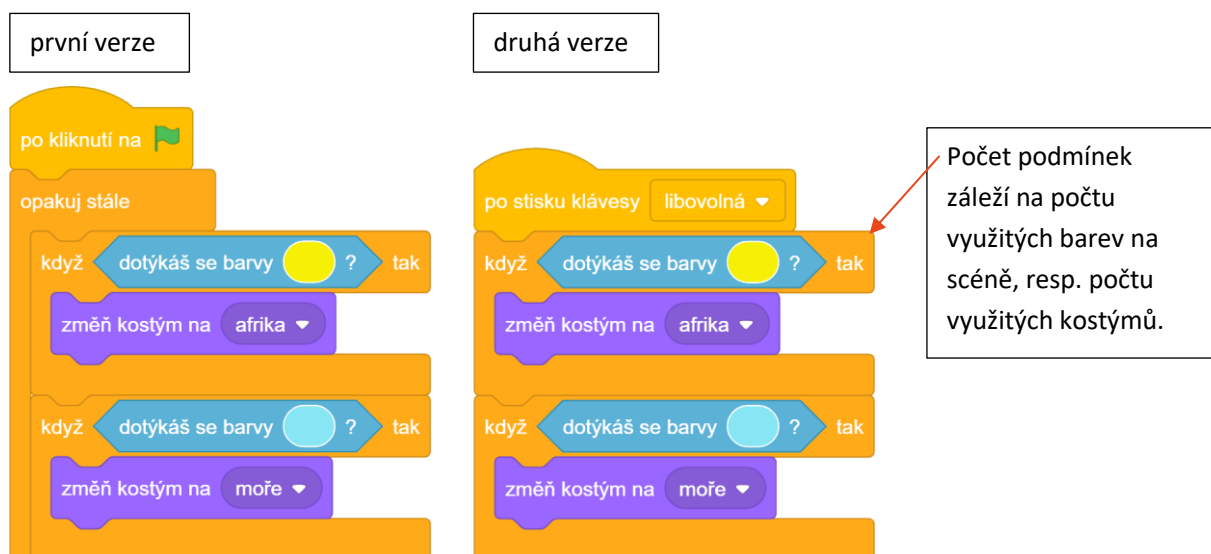 první verze
po kliknutí na
opakuj stále
když dotýkáš se barvy ? tak
změň kostým na afrika
když dotýkáš se barvy ? tak
změň kostým na moře
druhá verze
po stisku klávesy libovolná
když dotýkáš se barvy ? tak
změň kostým na afrika
když dotýkáš se barvy ? tak
změň kostým na moře
Počet podmínek
záleží na počtu
využitých barev na
scéně, resp. počtu
využitých kostýmů.